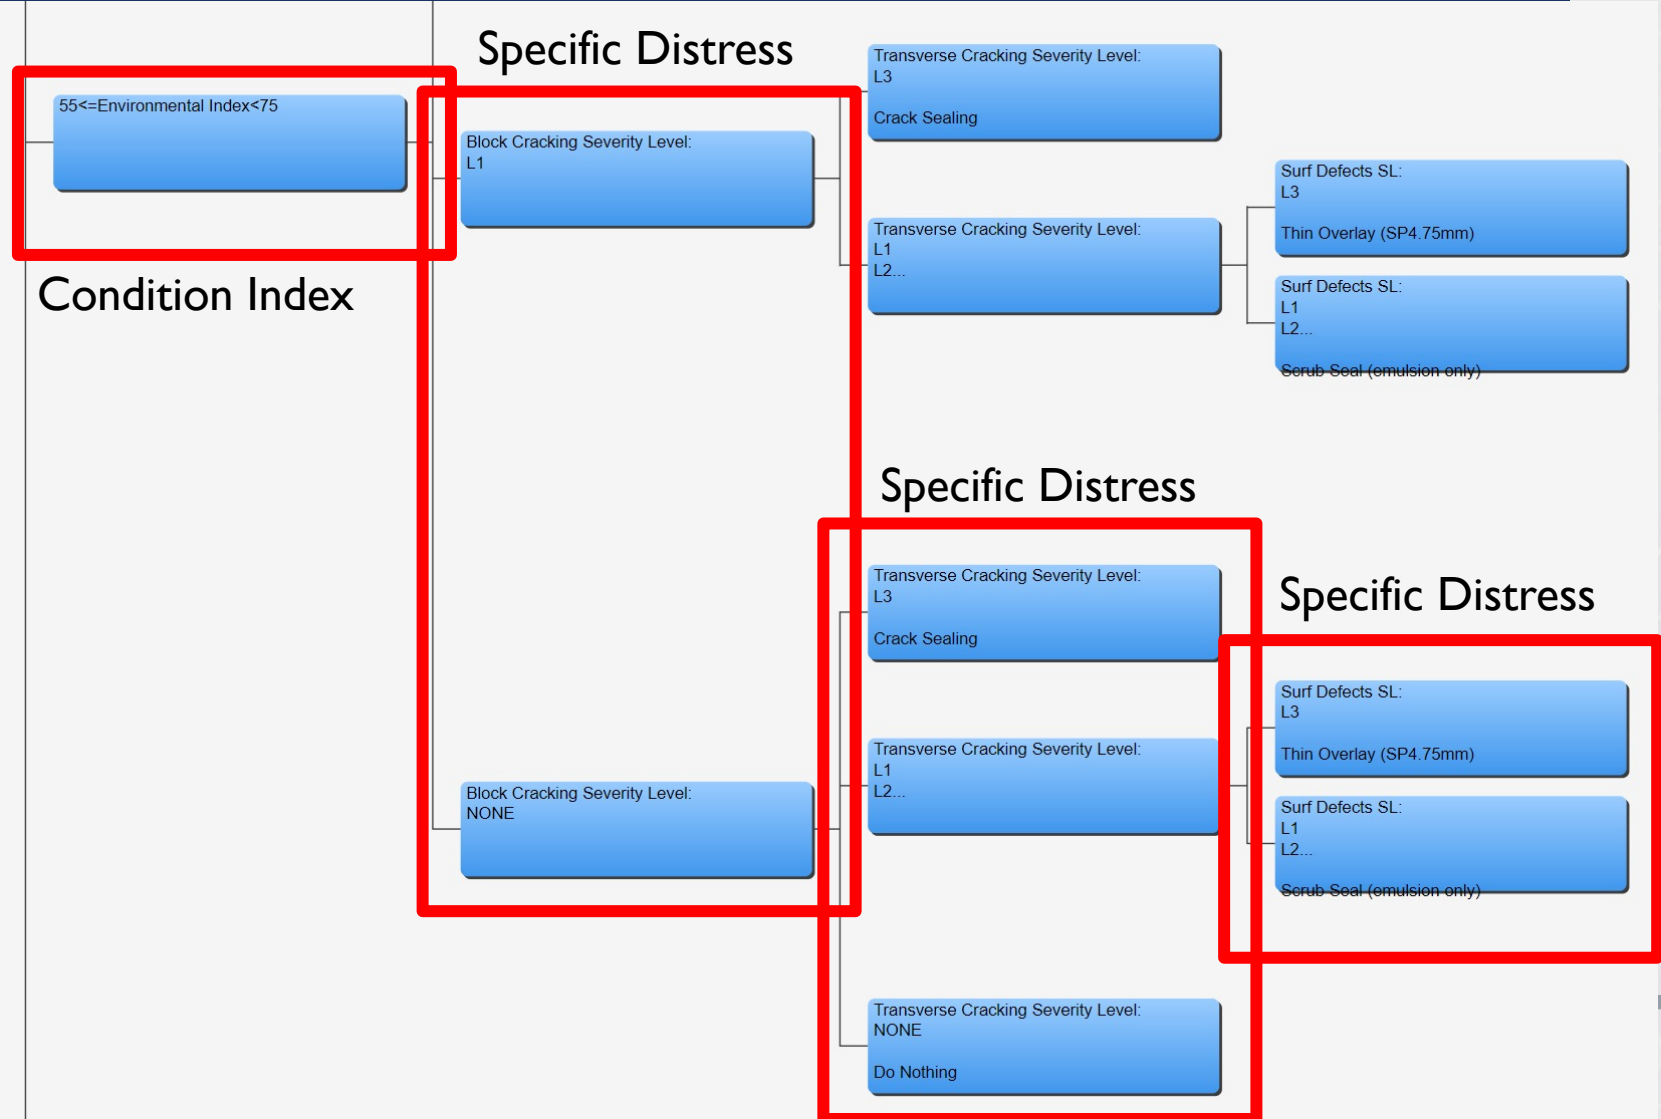 Specific Distress
Transverse Cracking Severity Level:
L3
Crack Sealing
55<=Environmental Index<75
Block Cracking Severity Level:
L1
Surf Defects SL:
L3
Thin Overlay (SP4.75mm)
Transverse Cracking Severity Level:
L1
L2...
Condition Index
Surf Defects SL:
L1
L2...
Scrub Seal (emulsion only)
Specific Distress
Transverse Cracking Severity Level:
L3
Crack Sealing
Specific Distress
Surf Defects SL:
L3
Thin Overlay (SP4.75mm)
Transverse Cracking Severity Level:
L1
L2...
Block Cracking Severity Level:
NONE
Surf Defects SL:
L1
L2...
Scrub Seal (emulsion only)
Transverse Cracking Severity Level:
NONE
Do Nothing